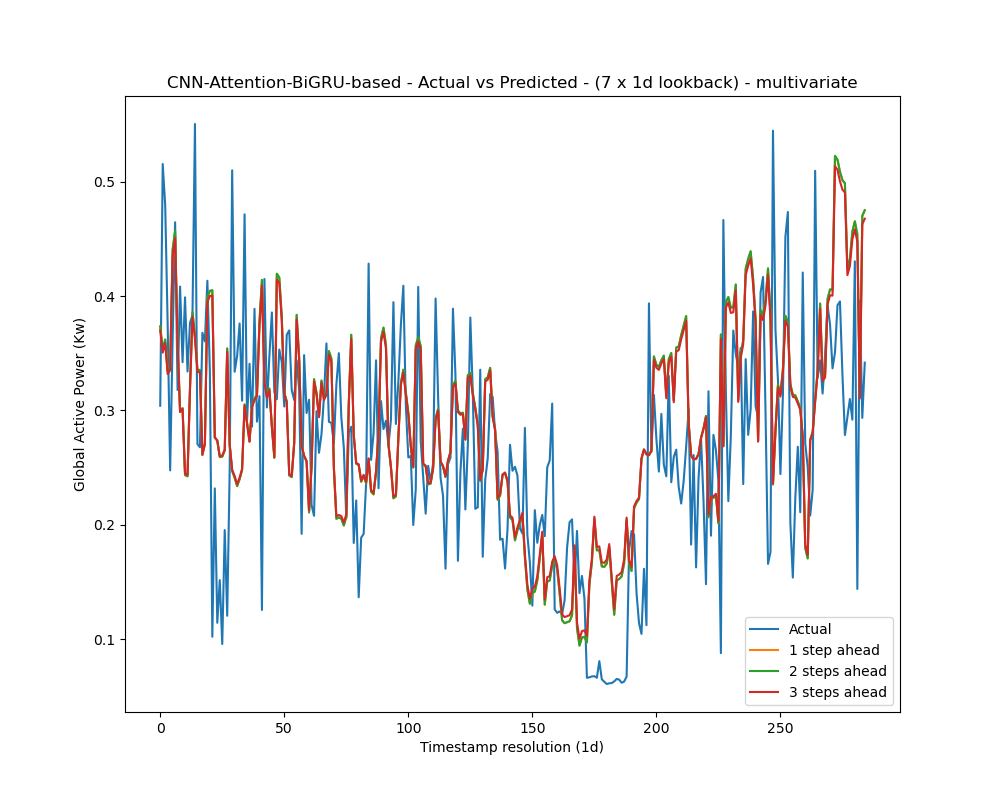 CNN-Attention-BiGRU-based - Actual vs Predicted - (7 x 1d lookback) - multivariate
Global Active Power (Kw)
0.5
0.4
0.3
0.2
0.1
0 50 100 150 200 250
Timestamp resolution (1d)
Actual
1 step ahead
2 steps ahead
3 steps ahead